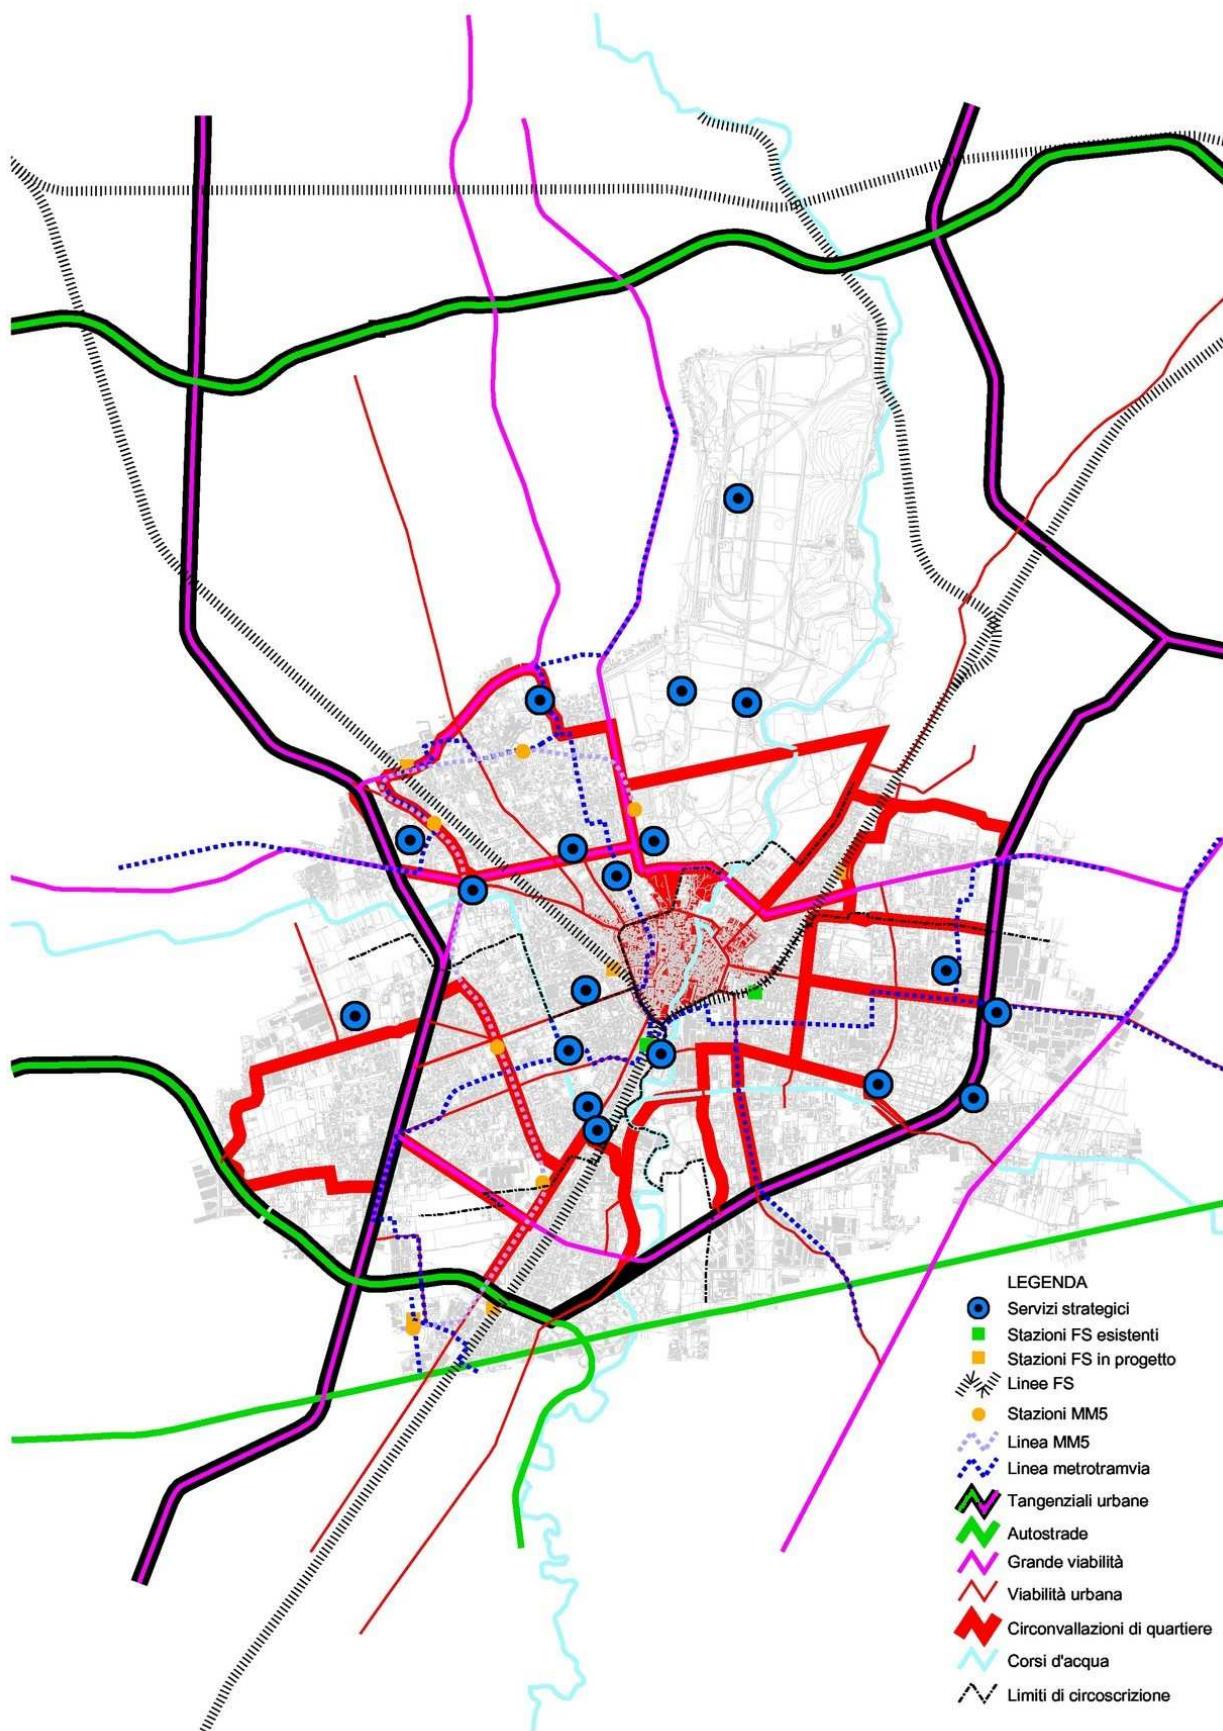 LEGENDA
Servizi strategici
Stazioni FS esistenti
Stazioni FS in progetto
Linee FS
Stazioni MM5
Linea MM5
Linea metrotramvia
Tangenziali urbane
Autostrade
Grande viabilità
Viabilità urbana
Circonvallazioni di quartiere
Corsi d'acqua
Limiti di circoscrizione